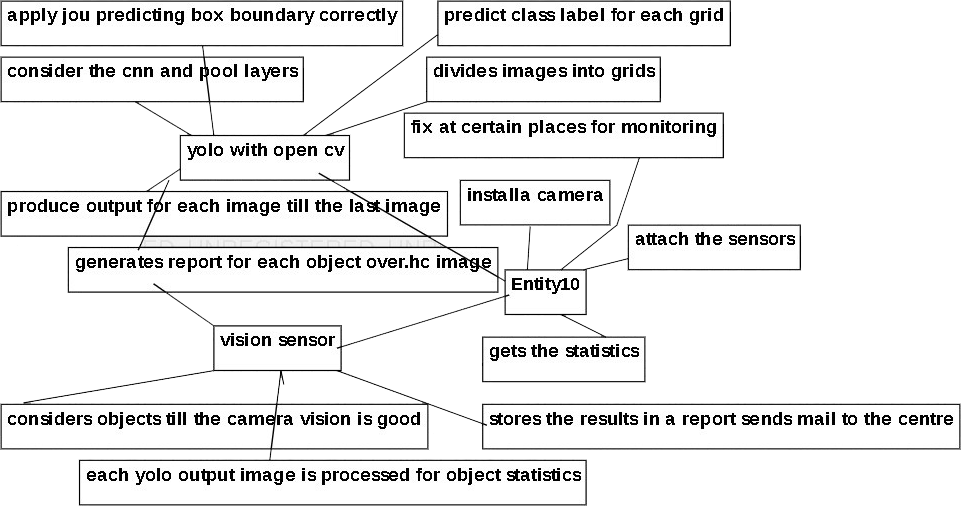 apply jou predicting box boundary correctly
predict class label for each grid
consider the cnn and pool layers
divides images into grids
fix at certain places for monitoring
yolo with open cv
installa camera
produce output for each image till the last image
attach the sensors
generates report for each object over.hc image
Entity10
vision sensor
gets the statistics
considers objects till the camera vision is good
stores the results in a report sends mail to the centre
each yolo output image is processed for object statistics